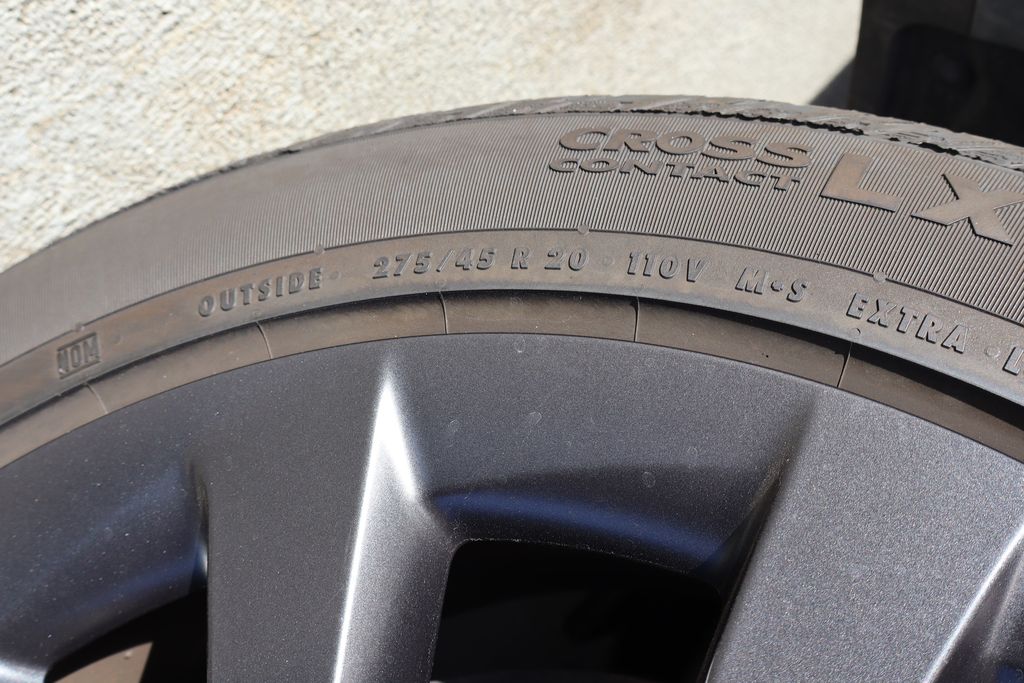 CROSS
CONTACT LX
OUTSIDE 275/45 R 20 110V M+S EXTRA